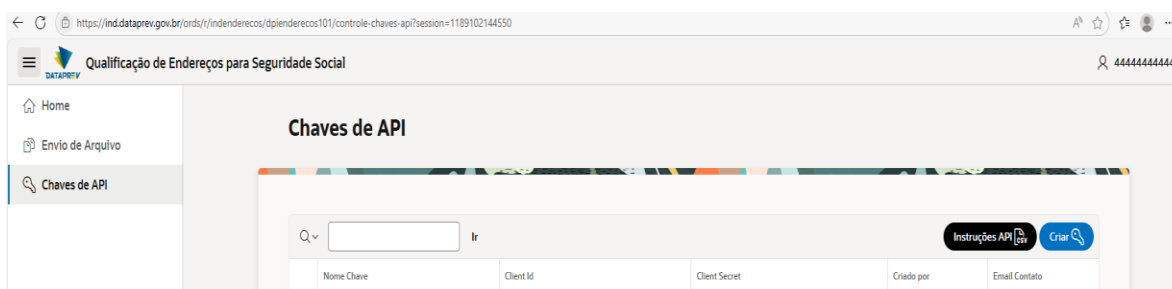 https://ind.dataprev.gov.br/ords/r/indenderecos/dpienderecos101/controle-chaves-api?session=1189102144550
DATAPREV Qualificação de Endereços para Seguridade Social 44444444444
Home
Envio de Arquivo
Chaves de API
Chaves de API
Ir Instruções API CSV Criar
Nome Chave Client Id Client Secret Criado por Email Contato